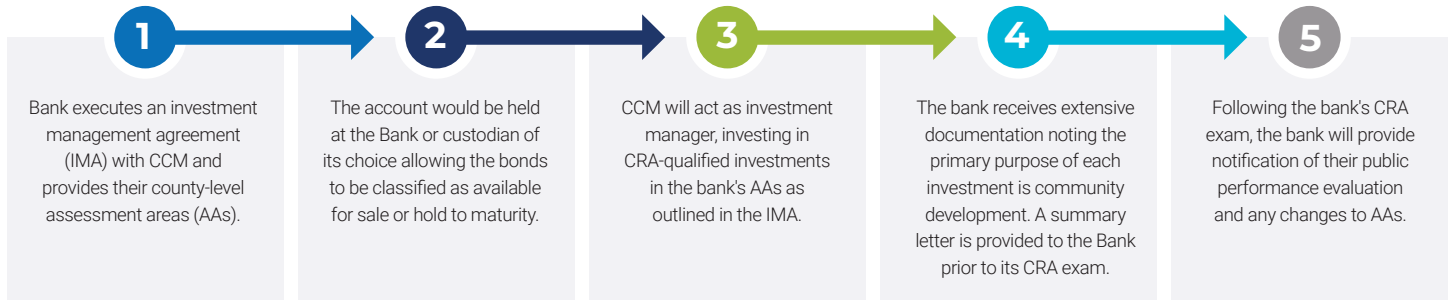 1
Bank executes an investment
management agreement
(IMA) with CCM and
provides their county-level
assessment areas (AAs).
2
The account would be held
at the Bank or custodian of
its choice allowing the bonds
to be classified as available
for sale or hold to maturity.
3
CCM will act as investment
manager, investing in
CRA-qualified investments
in the bank's AAs as
outlined in the IMA.
4
The bank receives extensive
documentation noting the
primary purpose of each
investment is community
development. A summary
letter is provided to the Bank
prior to its CRA exam.
5
Following the bank's CRA
exam, the bank will provide
notification of their public
performance evaluation
and any changes to AAs.